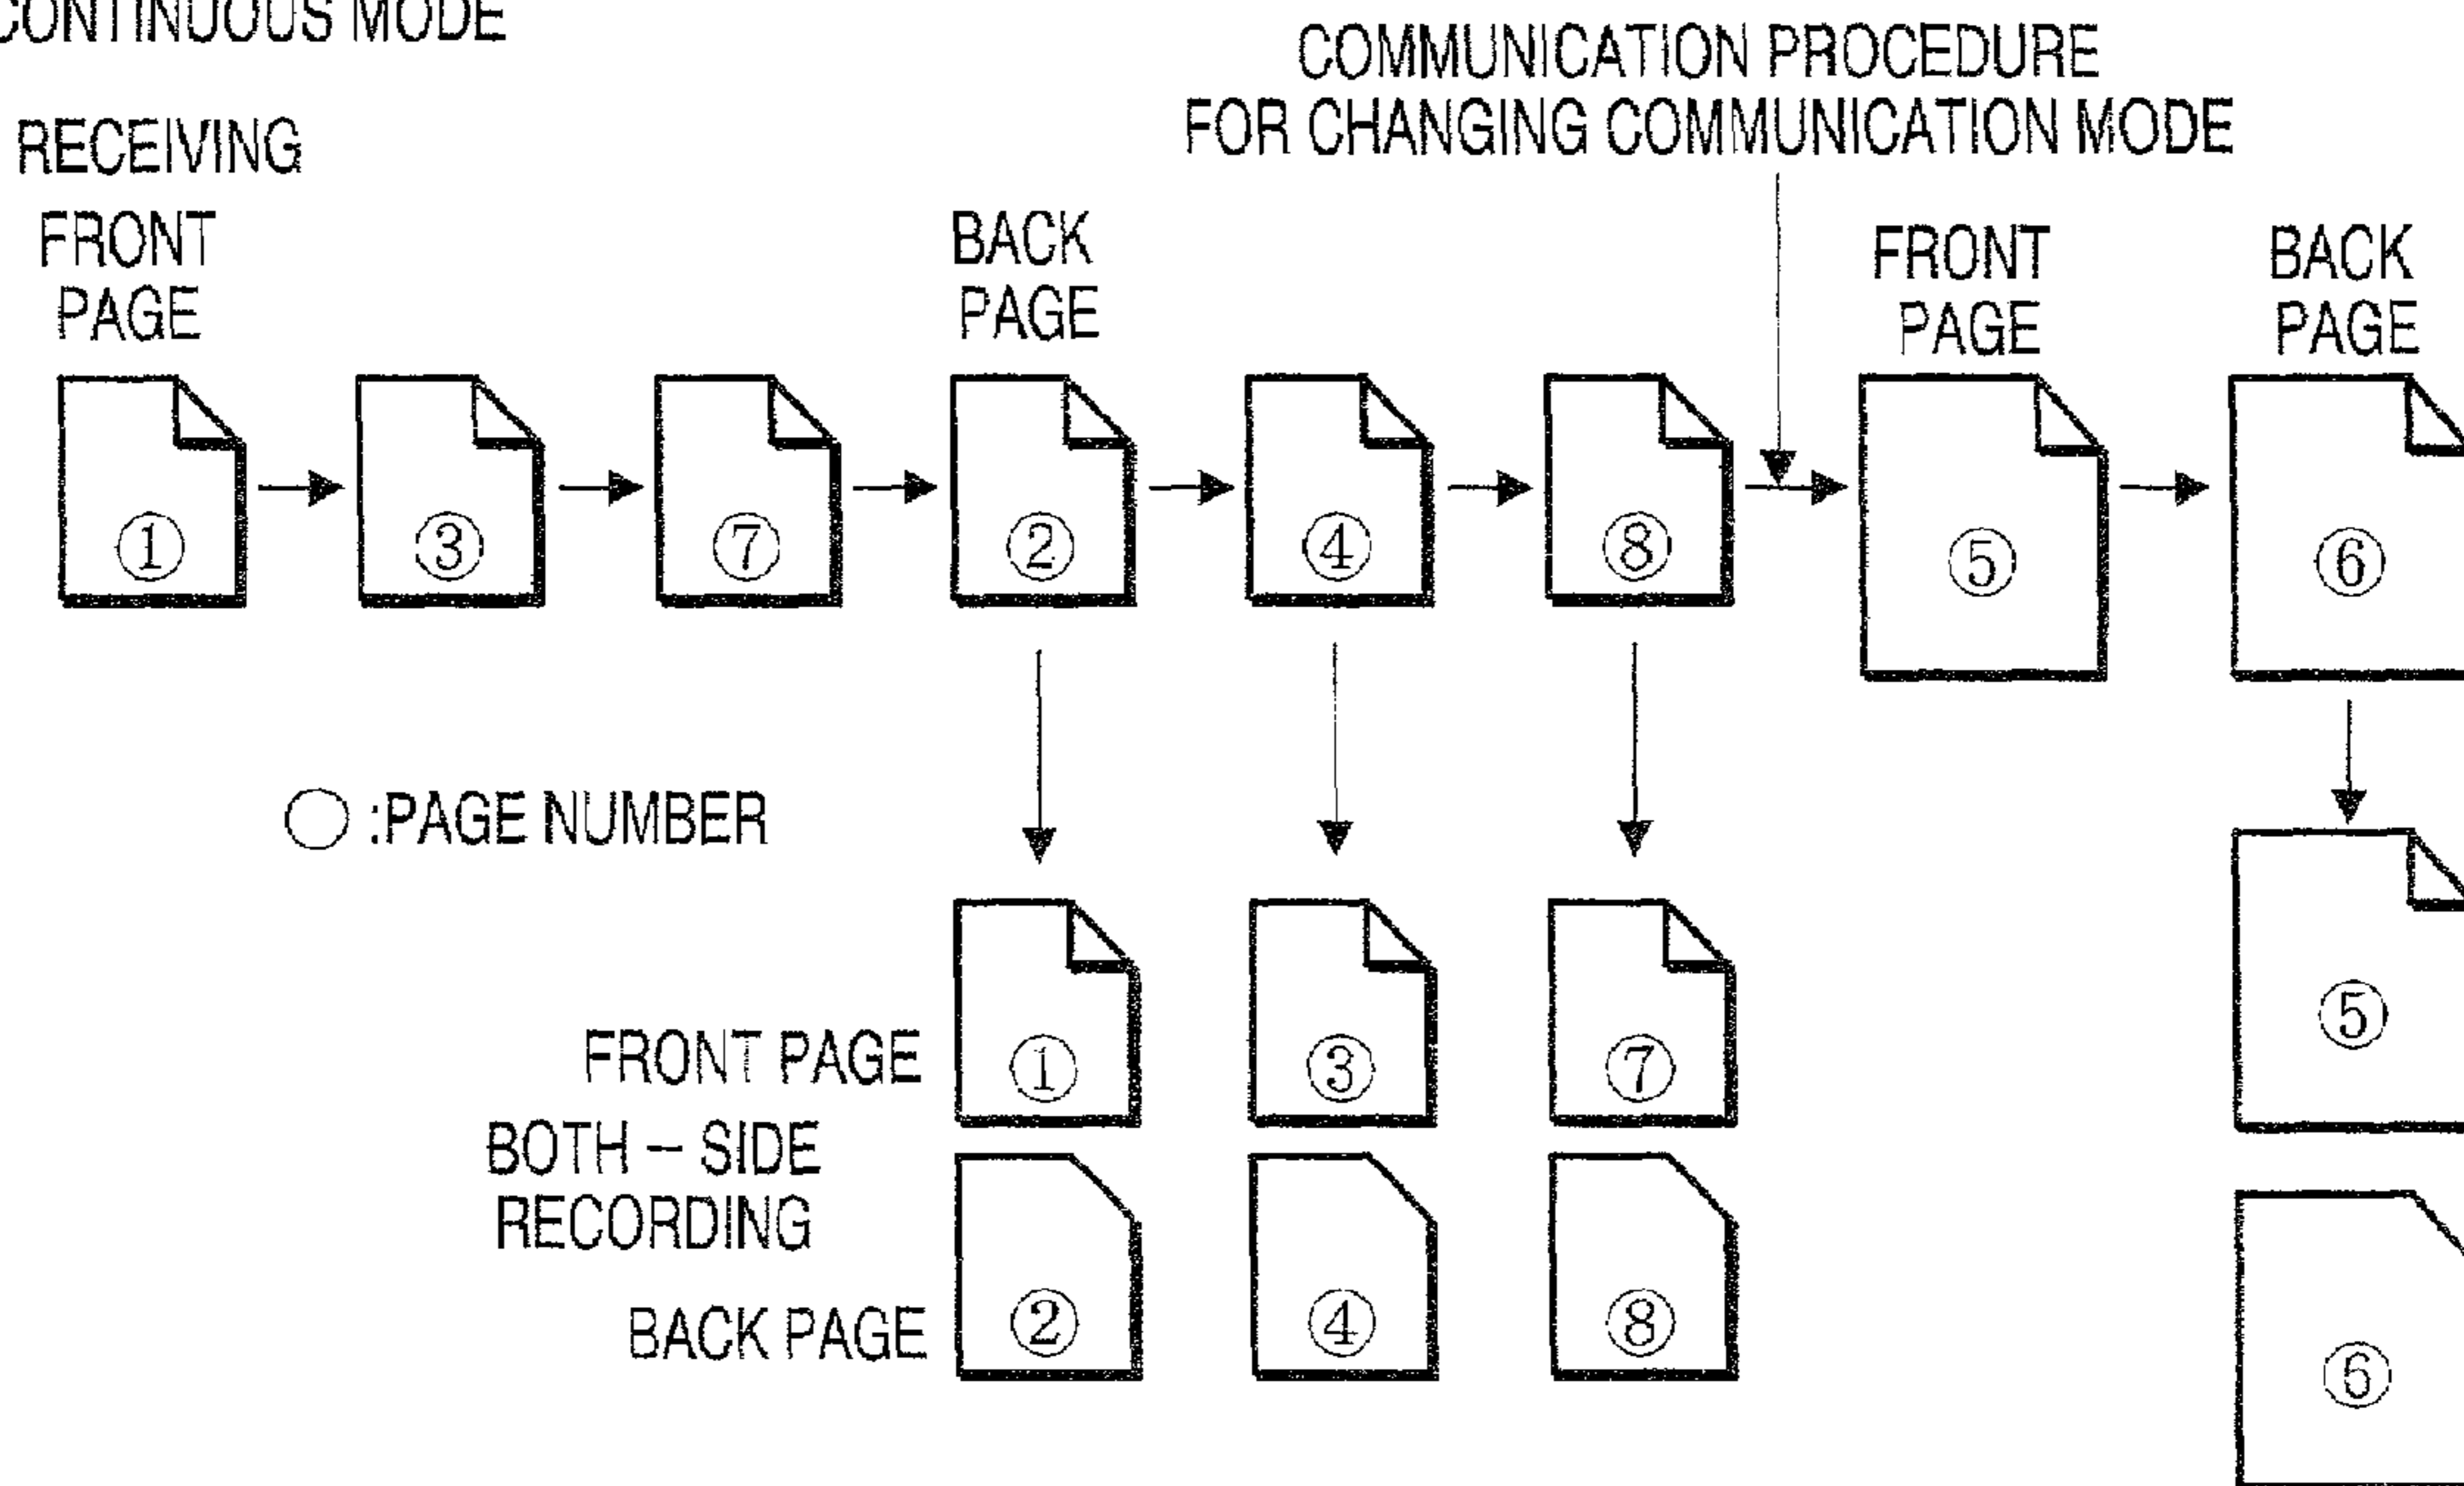 CONTINUOUS MODE
COMMUNICATION PROCEDURE
FOR CHANGING COMMUNICATION MODE
RECEIVING
FRONT
PAGE
BACK
PAGE
FRONT
PAGE
BACK
PAGE
① ③ ⑦ ② ④ ⑧ ⑤ ⑥
○ :PAGE NUMBER
FRONT PAGE ① ③ ⑦ ⑤
BOTH – SIDE
RECORDING
BACK PAGE ② ④ ⑧ ⑥